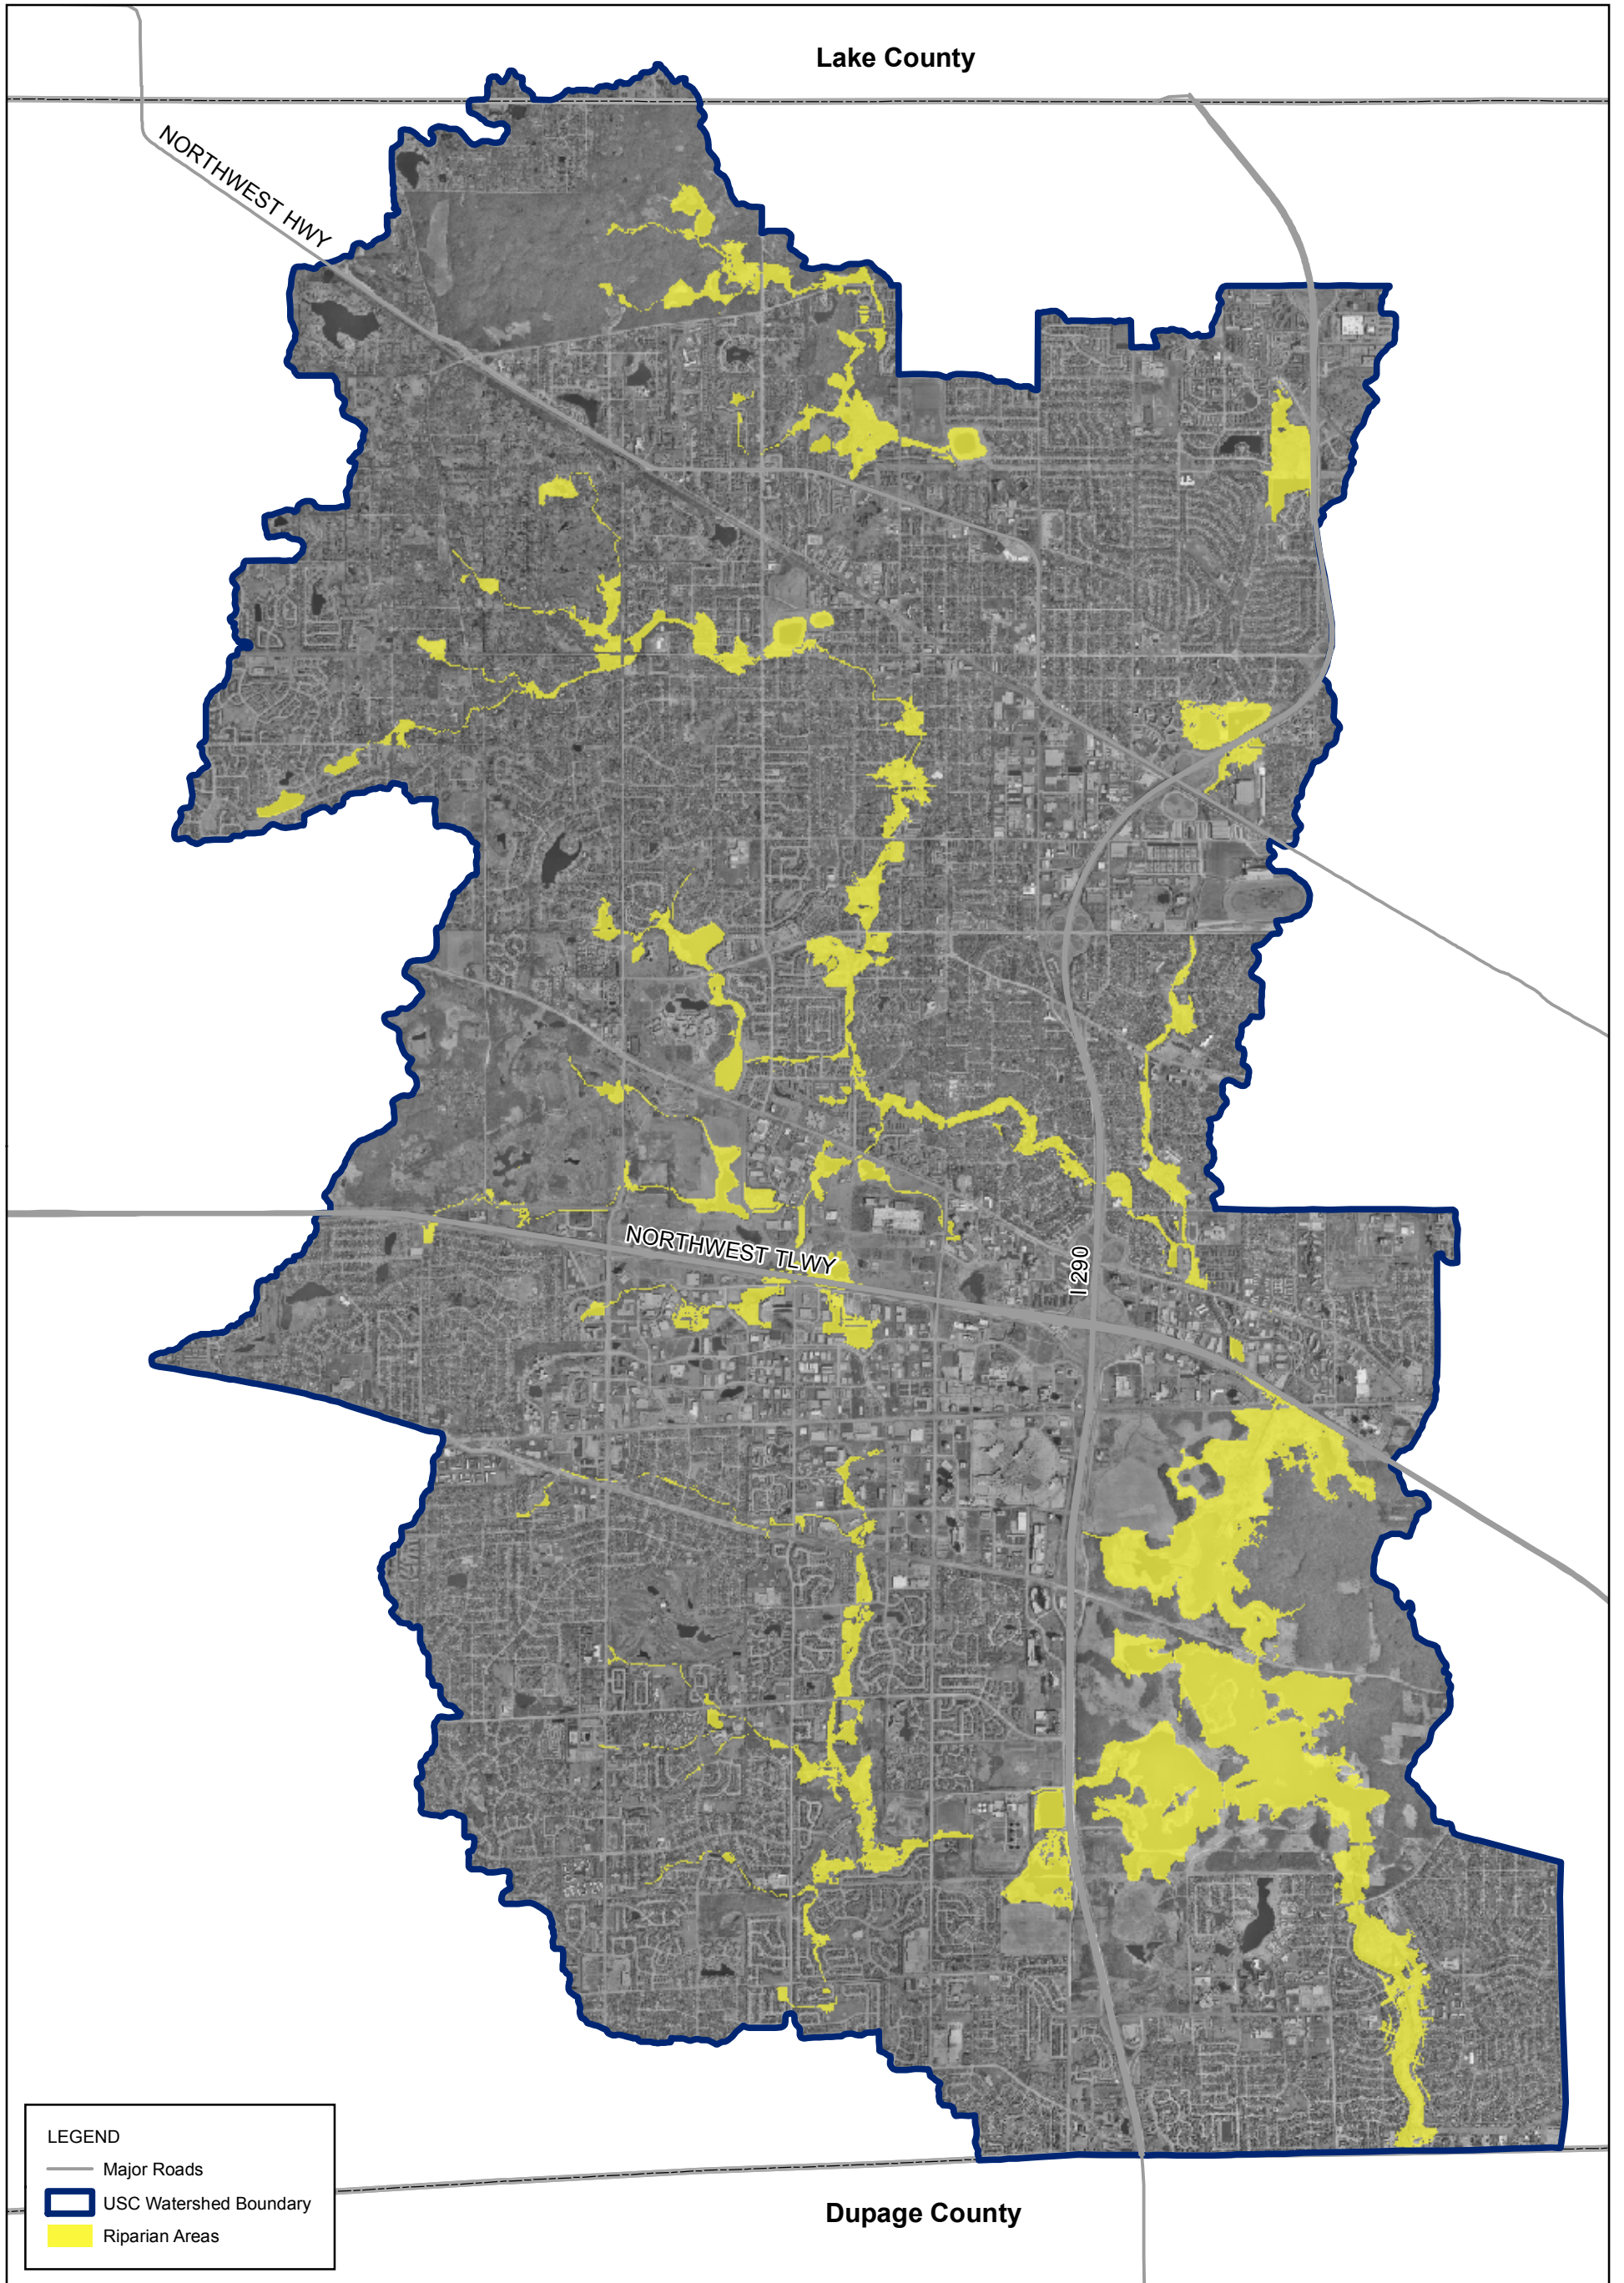 Lake County
NORTHWEST HWY
NORTHWEST TLWY
I 290
LEGEND
Major Roads
USC Watershed Boundary
Riparian Areas
Dupage County